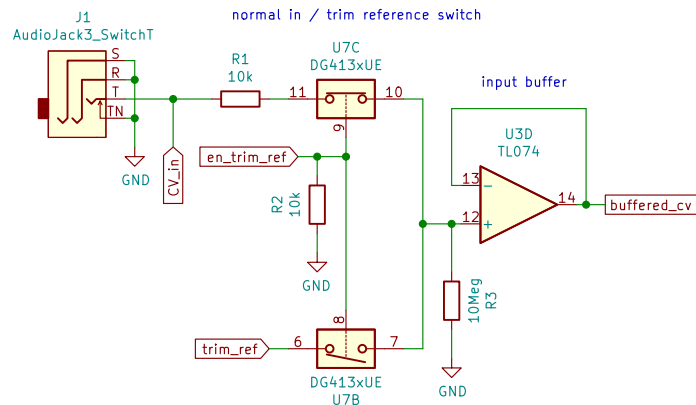 normal in / trim reference switch
J1
AudioJack3_SwitchT
S
R
T
TN
GND
CV_in
R1
10k
U7C
DG413xUE
11
10
9
en_trim_ref
R2
10k
GND
input buffer
U3D
TL074
13
12
14
-
+
buffered_cv
10Meg
R3
GND
trim_ref
6
7
8
DG413xUE
U7B